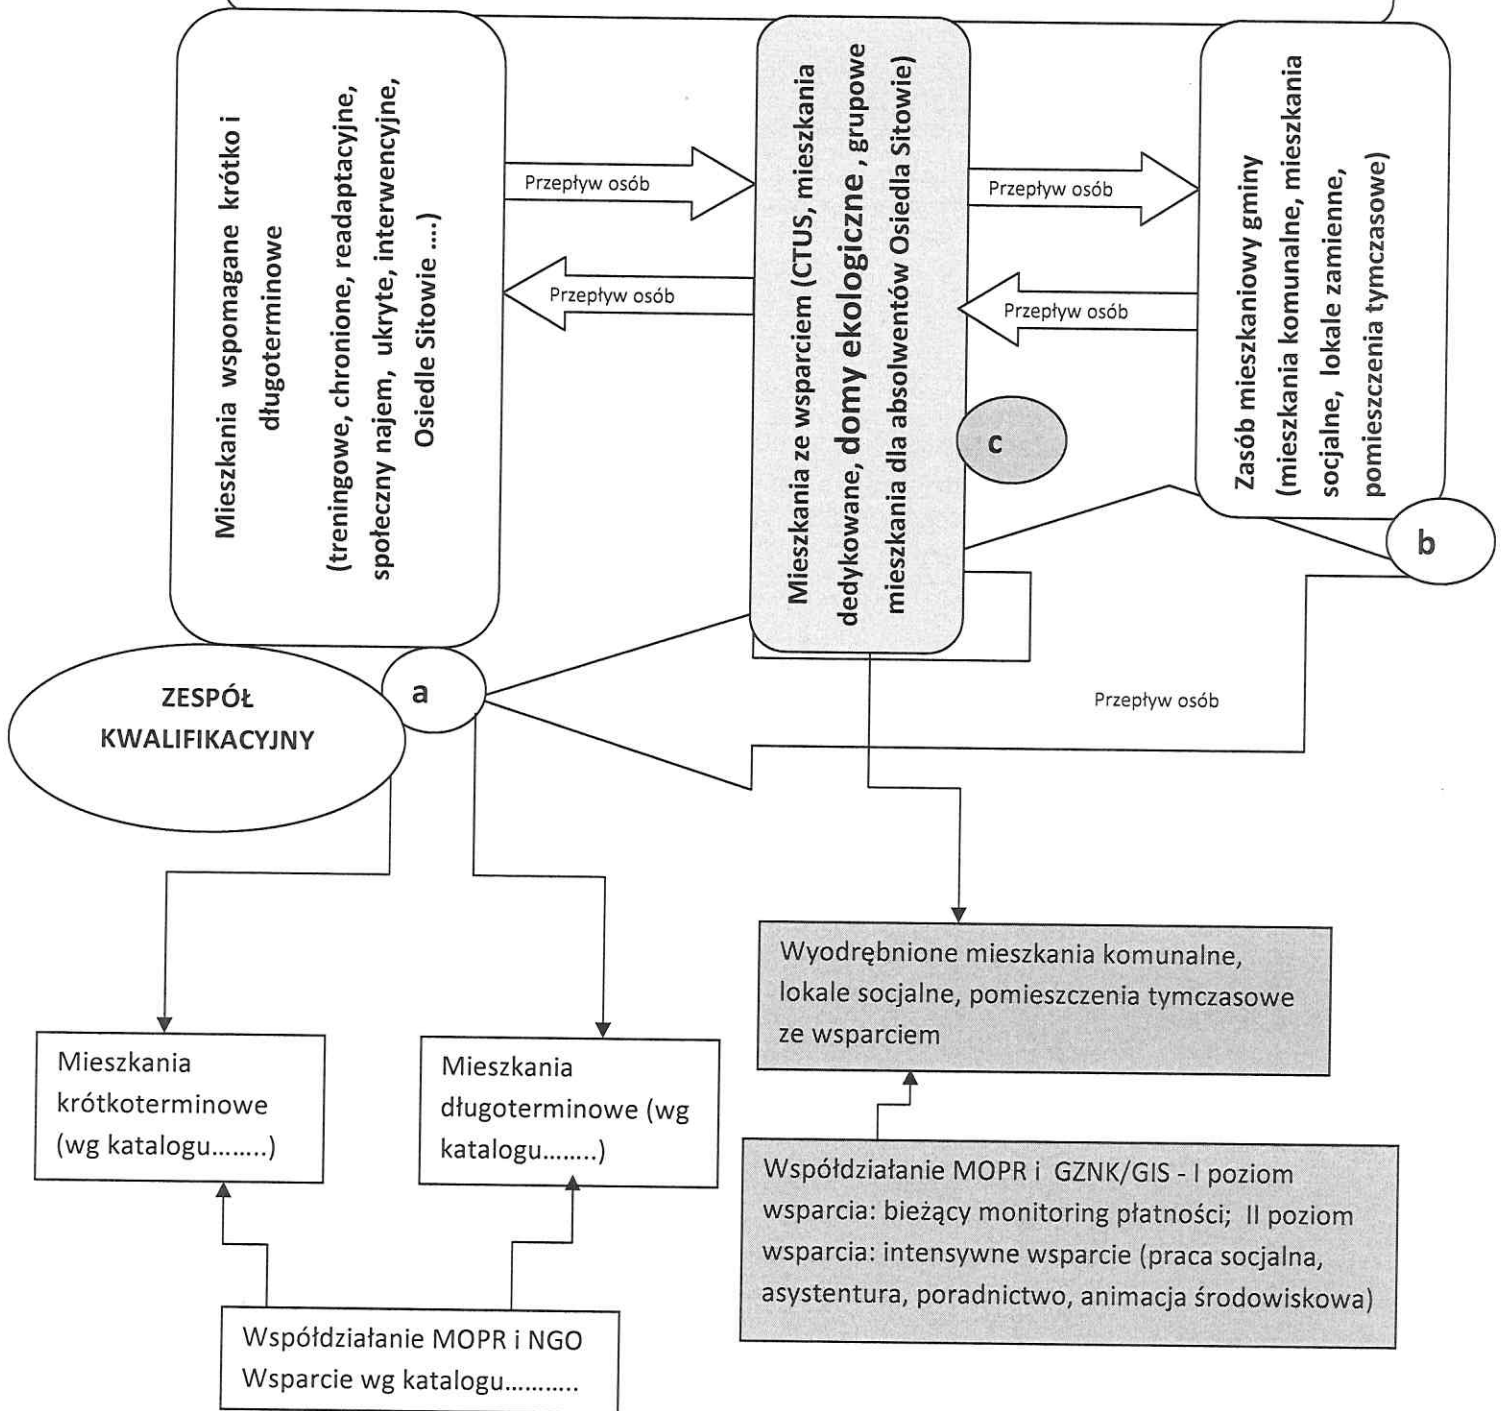 Mieszkania wspomagane krótko i
długoterminowe
(treningowe, chronione, readaptacyjne,
społeczny najem, ukryte, interwencyjne,
Osiedle Sitowie ....)
Przepływ osób
Przepływ osób
Mieszkania ze wsparciem (CTUS, mieszkania
dedykowane, domy ekologiczne , grupowe
mieszkania dla absolwentów Osiedla Sitowie)
Przepływ osób
Przepływ osób
Zasób mieszkaniowy gminy
(mieszkania komunalne, mieszkania
socjalne, lokale zamienne,
pomieszczenia tymczasowe)
c
b
a
ZESPÓŁ
KWALIFIKACYJNY
Przepływ osób
Wyodrębnione mieszkania komunalne,
lokale socjalne, pomieszczenia tymczasowe
ze wsparciem
Mieszkania
krótkoterminowe
(wg katalogu........)
Mieszkania
długoterminowe (wg
katalogu........)
Współdziałanie MOPR i GZNK/GIS - I poziom
wsparcia: bieżący monitoring płatności; II poziom
wsparcia: intensywne wsparcie (praca socjalna,
asystentura, poradnictwo, animacja środowiskowa)
Współdziałanie MOPR i NGO
Wsparcie wg katalogu...........